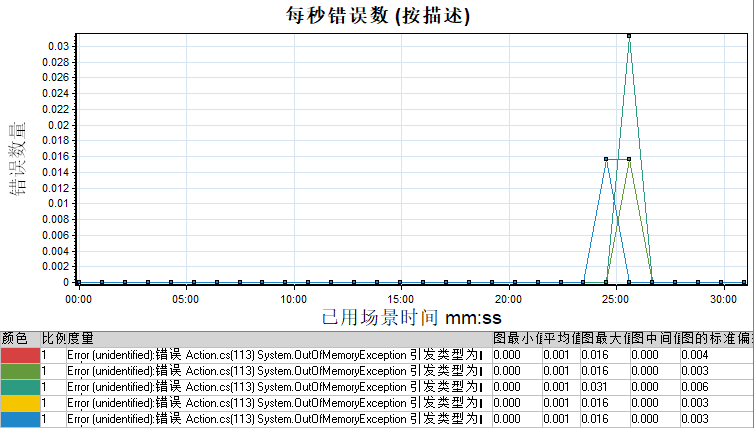 每秒错误数 (按描述)
错误数量
0.03
0.028
0.026
0.024
0.022
0.02
0.018
0.016
0.014
0.012
0.01
0.008
0.006
0.004
0.002
0
00:00 05:00 10:00 15:00 20:00 25:00 30:00
已用场景时间 mm:ss
颜色 比例 度量 图最小值 平均值 图最大值 图中间值 图的标准偏
1 Error (unidentified):错误 Action.cs(113) System.OutOfMemoryException 引发类型为 0.000 0.001 0.016 0.000 0.004
1 Error (unidentified):错误 Action.cs(113) System.OutOfMemoryException 引发类型为 0.000 0.001 0.016 0.000 0.003
1 Error (unidentified):错误 Action.cs(113) System.OutOfMemoryException 引发类型为 0.000 0.001 0.031 0.000 0.006
1 Error (unidentified):错误 Action.cs(113) System.OutOfMemoryException 引发类型为 0.000 0.001 0.016 0.000 0.003
1 Error (unidentified):错误 Action.cs(113) System.OutOfMemoryException 引发类型为 0.000 0.001 0.016 0.000 0.003